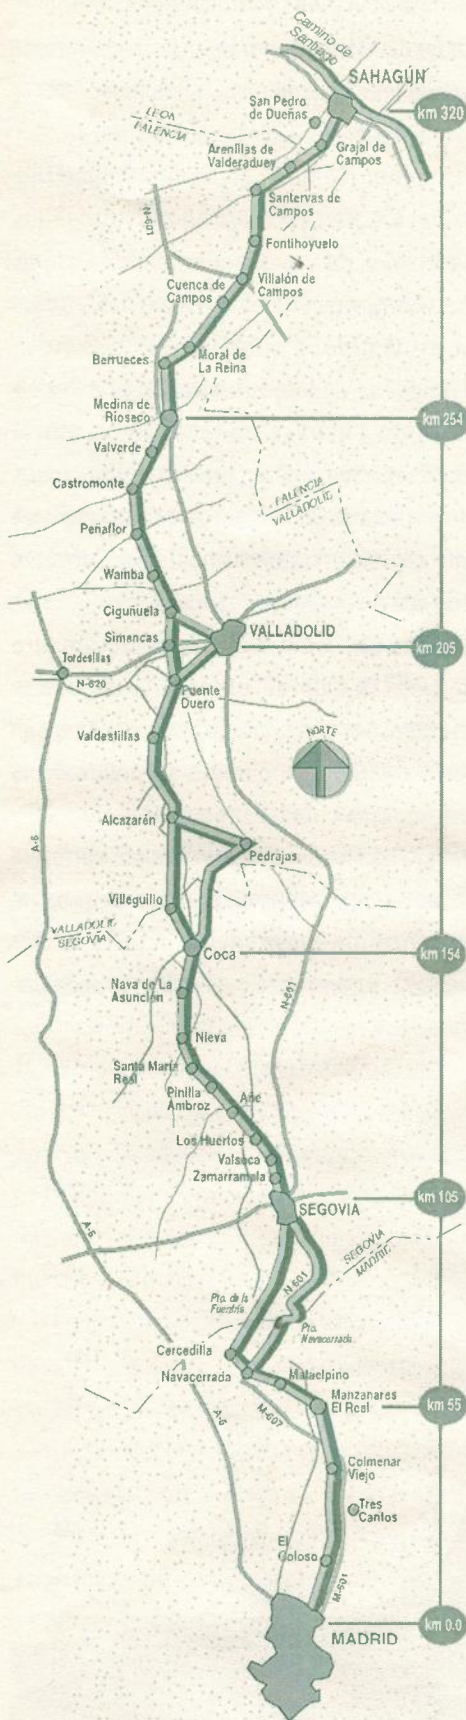 Camino de
Santiago
SAHAGÚN
km 320
San Pedro
de Dueñas
LEON
PALENCIA
Arenillas de
Valderaduey
Grajal de
Campos
Santervas de
Campos
N-601
Fontihoyuelo
Villalón de
Campos
Cuenca de
Campos
Berrueces
Moral de
La Reina
Medina de
Rioseco
km 254
Valverde
Castromonte
PALENCIA
VALLADOLID
Peñaflor
Wamba
Ciguñuela
VALLADOLID
Simancas
km 205
Tordesillas
N-620
Puente
Duero
Valdestillas
NORTE
Alcazarén
A-6
Pedrajas
Villeguillo
VALLADOLID
SEGOVIA
Coca
km 154
Nava de La
Asunción
N-601
Nieva
Santa María
Real
Pinilla
Ambroz
Añe
Los Huertos
Valseca
Zamarramala
km 105
SEGOVIA
A-6
SEGOVIA
MADRID
N-601
Pto. de la
Fuenfría
Pto.
Navacerrada
Cercedilla
Navacerrada
Mataelpino
Manzanares
El Real
km 55
M-607
A-6
Colmenar
Viejo
Tres
Cantos
El
Goloso
M-601
km 0.0
MADRID